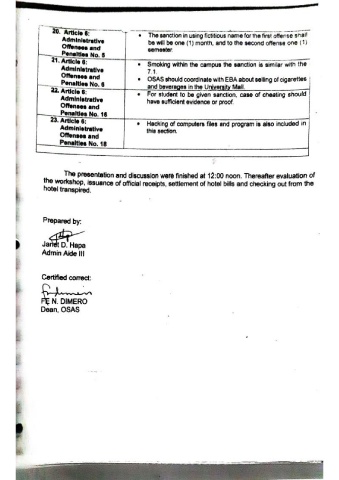 20. Article 6:
Administrative
Offenses and
Penalties No. 5
• The sanction in using fictitious name for the first offense shall
be will be one (1) month, and to the second offense one (1)
semester
21. Article 6:
Administrative
Offenses and
Penalties No. 6
• Smoking within the campus the sanction is similar with the
7.1.
• OSAS should coordinate with EBA about selling of cigarettes
and beverages in the University Mall.
22. Article 6:
Administrative
Offenses and
Penalties No. 16
• For student to be given sanction, case of cheating should
have sufficient evidence or proof.
23. Article 6:
Administrative
Offenses and
Penalties No. 18
• Hacking of computers files and program is also included in
this section.
The presentation and discussion were finished at 12:00 noon. Thereafter evaluation of
the workshop, issuance of official receipts, settlement of hotel bills and checking out from the
hotel transpired.
Prepared by:
Janet D. Hapa
Admin Aide III
Certified correct:
FE N. DIMERO
Dean, OSAS